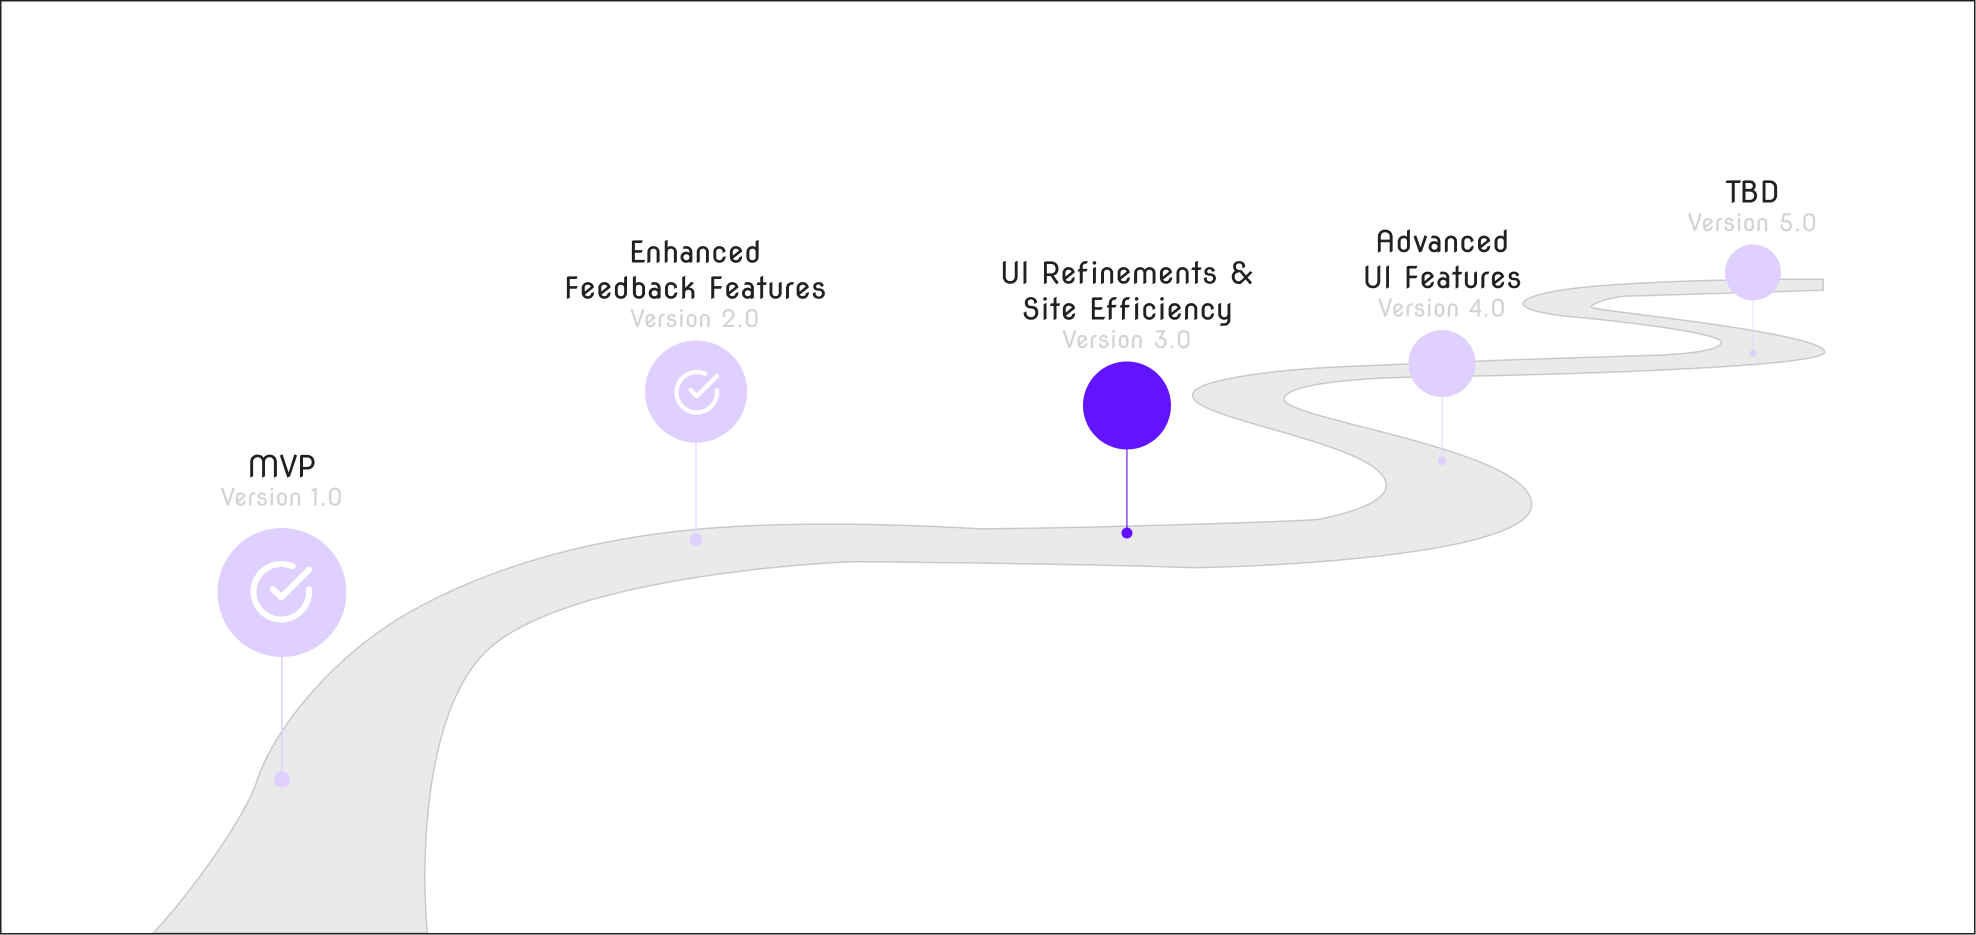 MVP
Version 1.0
Enhanced
Feedback Features
Version 2.0
UI Refinements &
Site Efficiency
Version 3.0
Advanced
UI Features
Version 4.0
TBD
Version 5.0